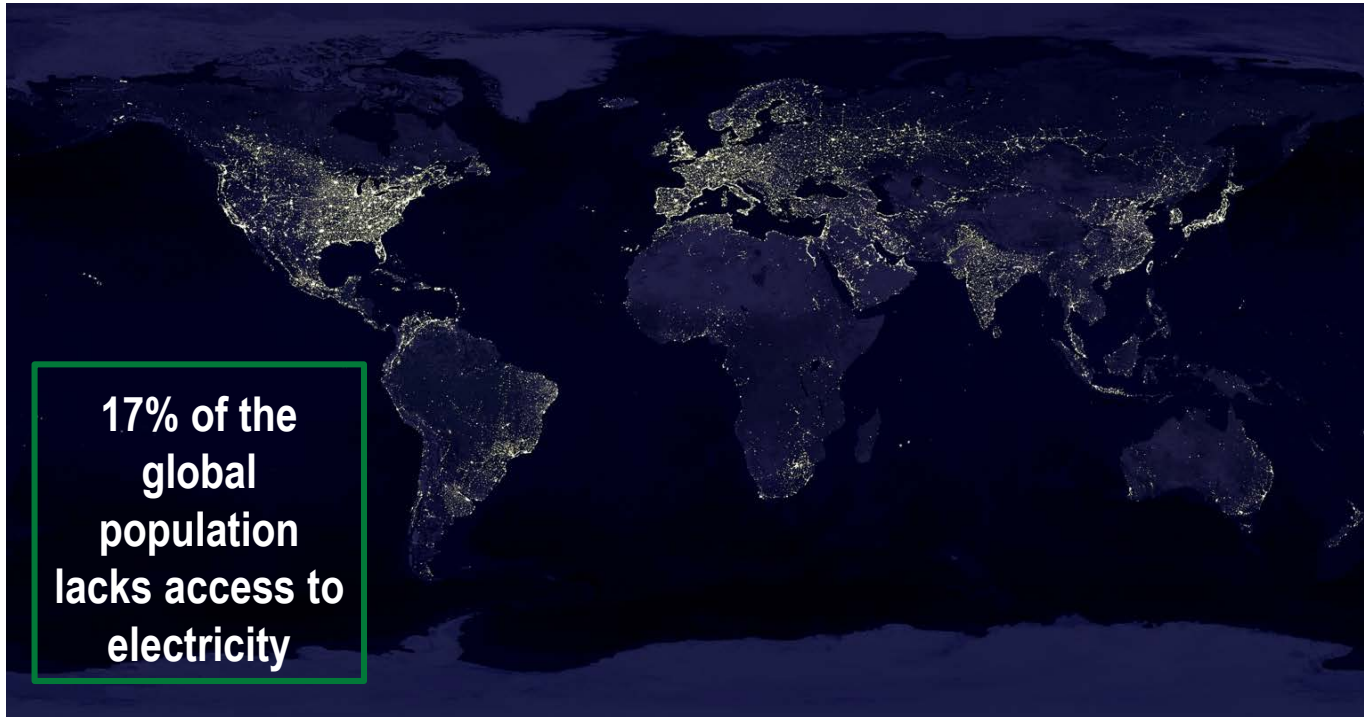 17% of the
global
population
lacks access to
electricity